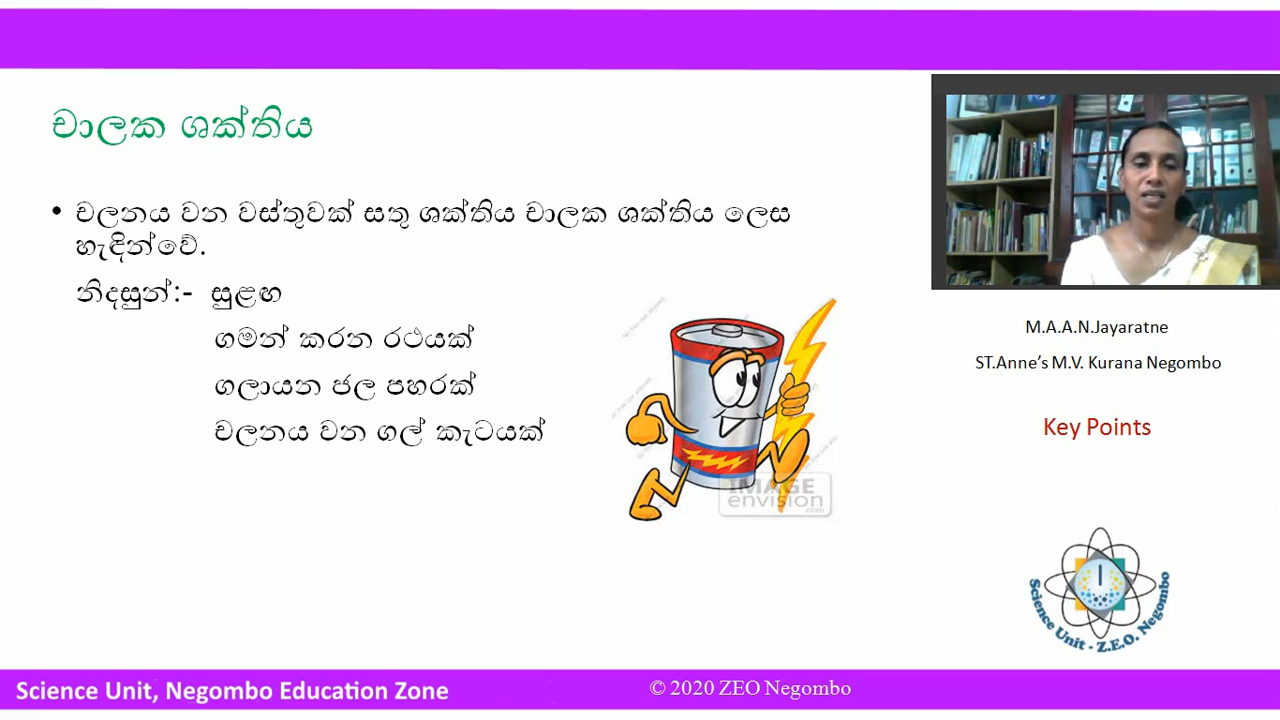 චාලක ශක්තිය
• චලනය වන වස්තුවක් සතු ශක්තිය චාලක ශක්තිය ලෙස
හැඳින්වේ.
නිදසුන්:- සුළඟ
ගමන් කරන රථයක්
ගලායන ජල පහරක්
චලනය වන ගල් කැටයක්
IMAGE
envision
.com
M.A.A.N.Jayaratne
ST.Anne's M.V. Kurana Negombo
Key Points
Science Unit - Z.E.O. Negombo
Science Unit, Negombo Education Zone
© 2020 ZEO Negombo